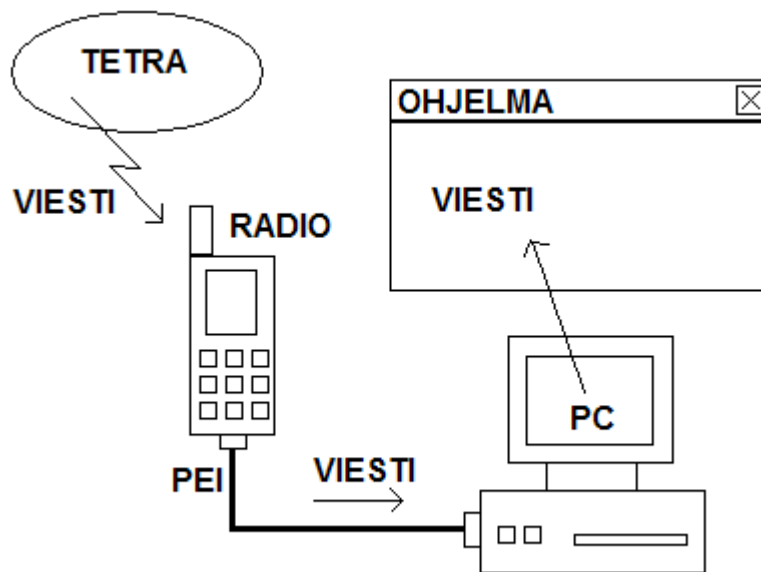 TETRA
OHJELMA
VIESTI
VIESTI
RADIO
PC
PEI
VIESTI